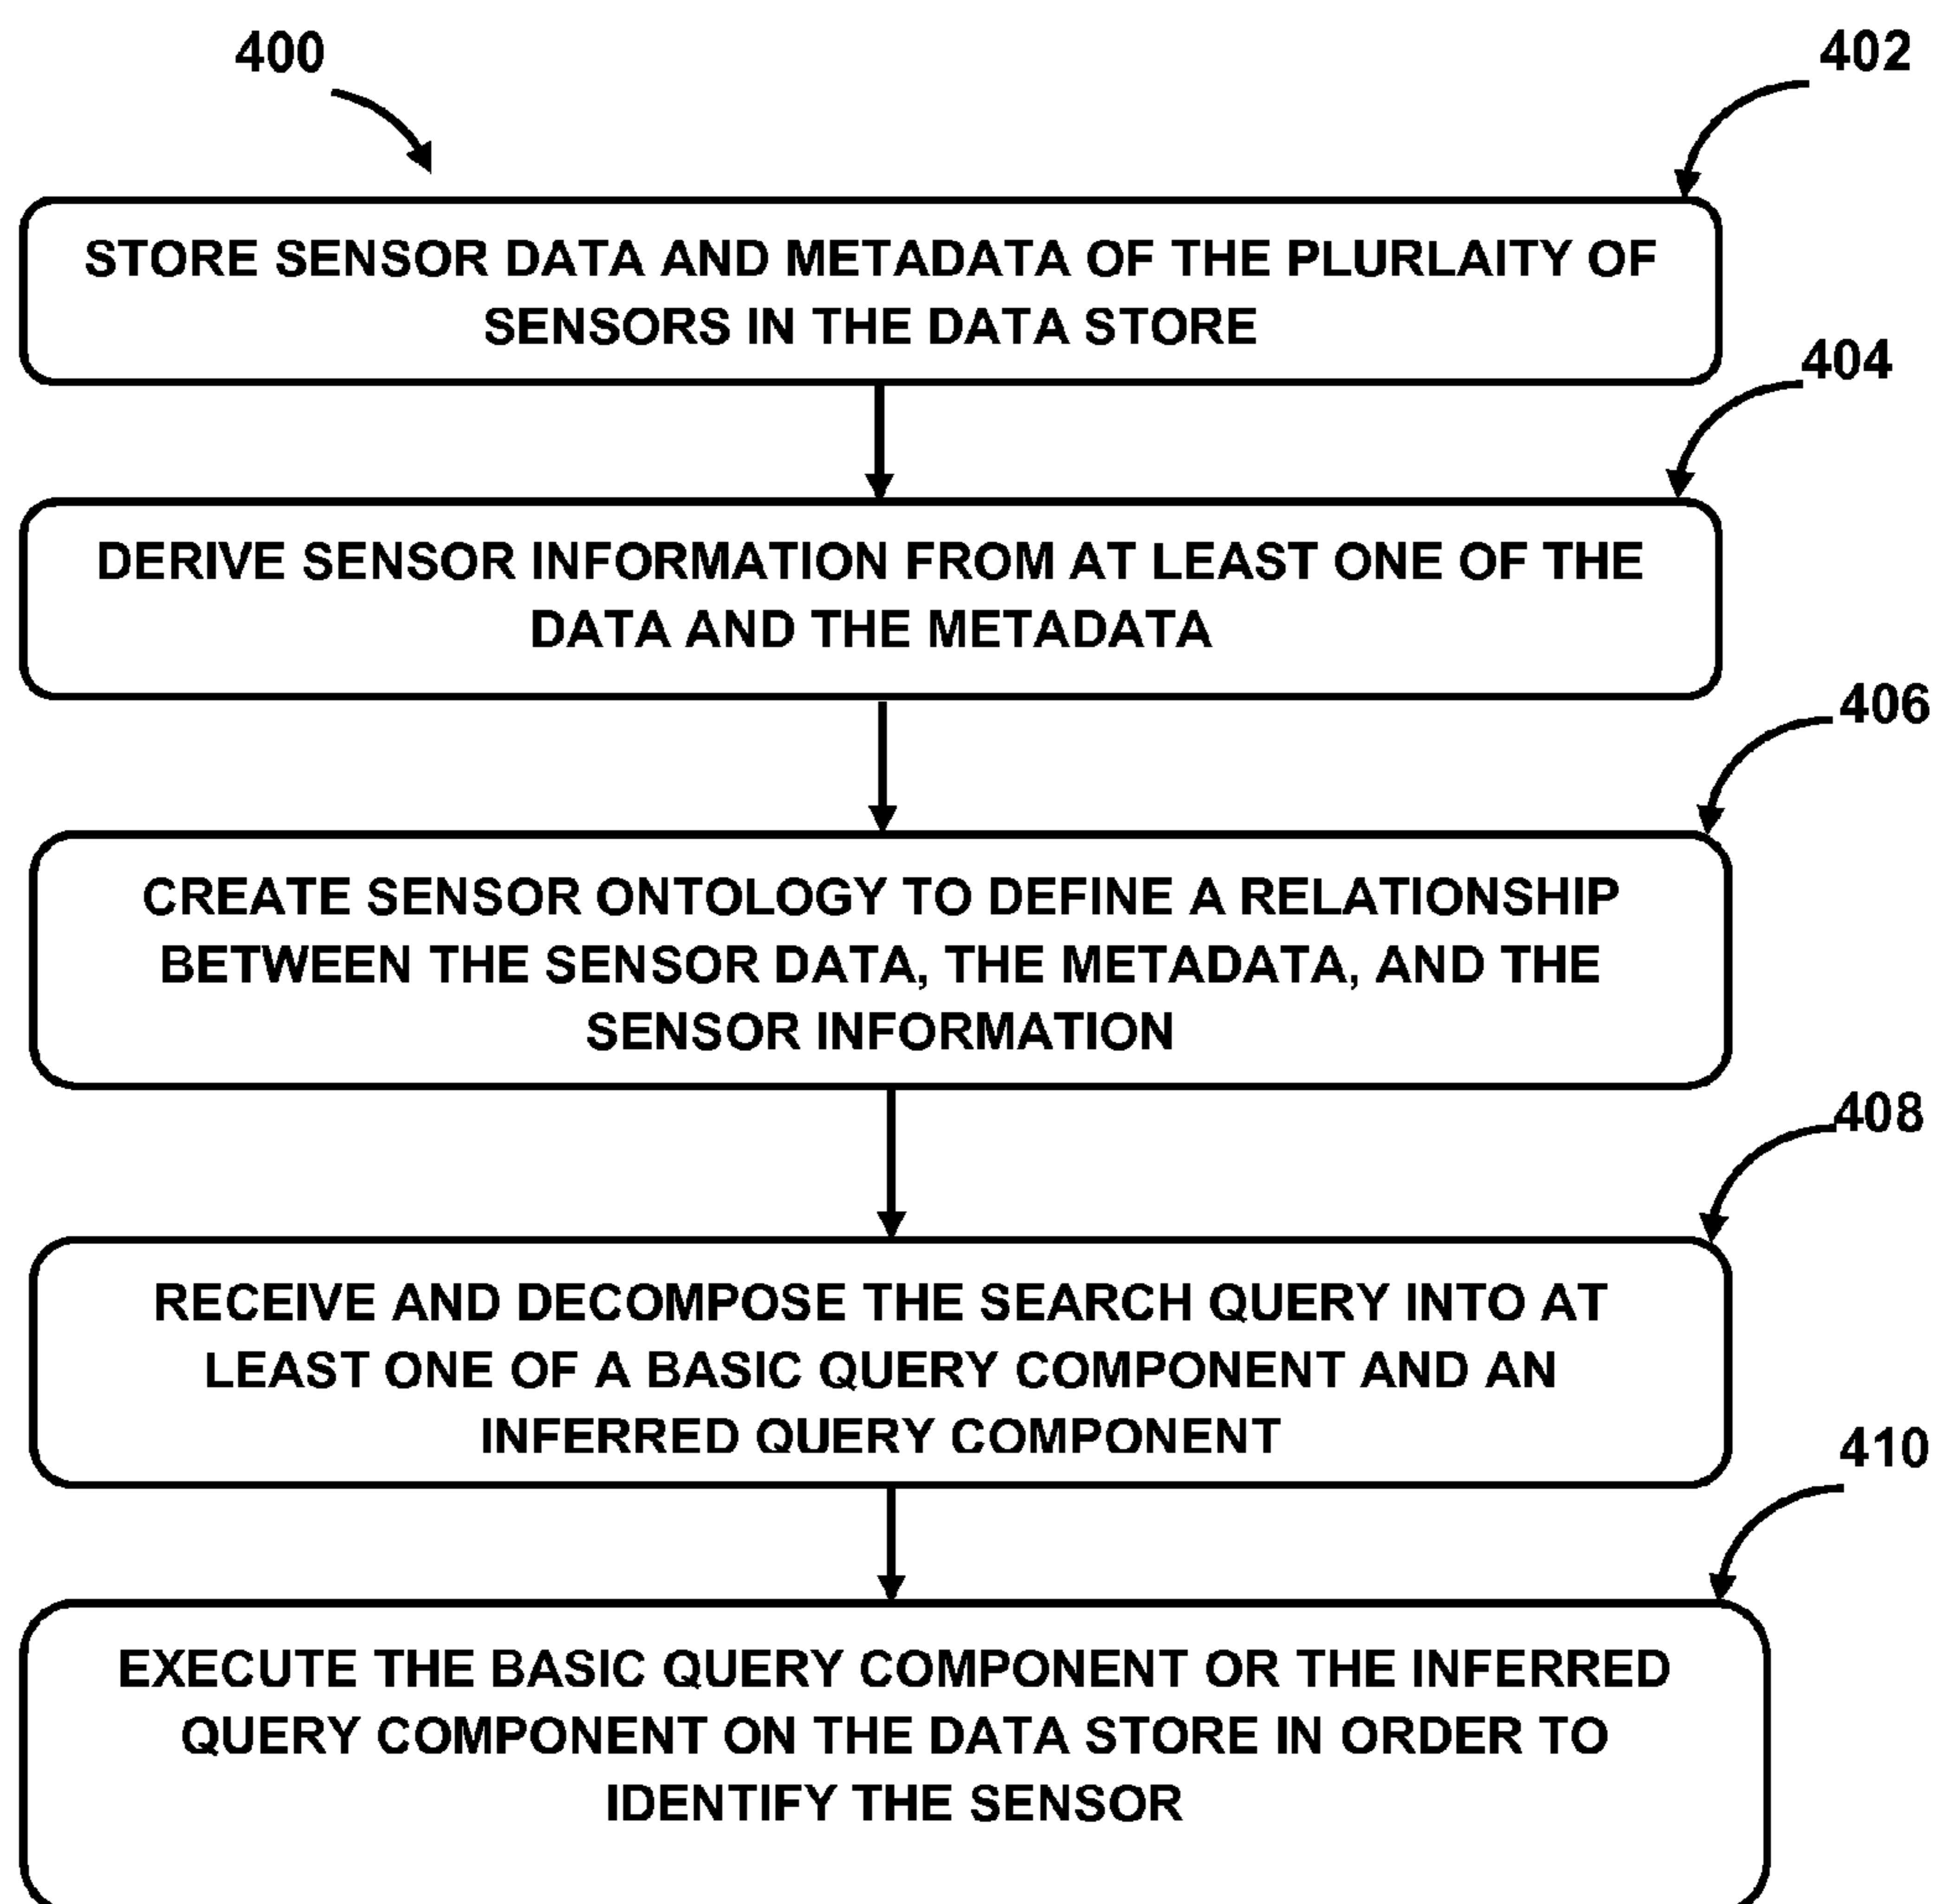 400
402
STORE SENSOR DATA AND METADATA OF THE PLURLAITY OF
SENSORS IN THE DATA STORE
404
DERIVE SENSOR INFORMATION FROM AT LEAST ONE OF THE
DATA AND THE METADATA
406
CREATE SENSOR ONTOLOGY TO DEFINE A RELATIONSHIP
BETWEEN THE SENSOR DATA, THE METADATA, AND THE
SENSOR INFORMATION
408
RECEIVE AND DECOMPOSE THE SEARCH QUERY INTO AT
LEAST ONE OF A BASIC QUERY COMPONENT AND AN
INFERRED QUERY COMPONENT
410
EXECUTE THE BASIC QUERY COMPONENT OR THE INFERRED
QUERY COMPONENT ON THE DATA STORE IN ORDER TO
IDENTIFY THE SENSOR